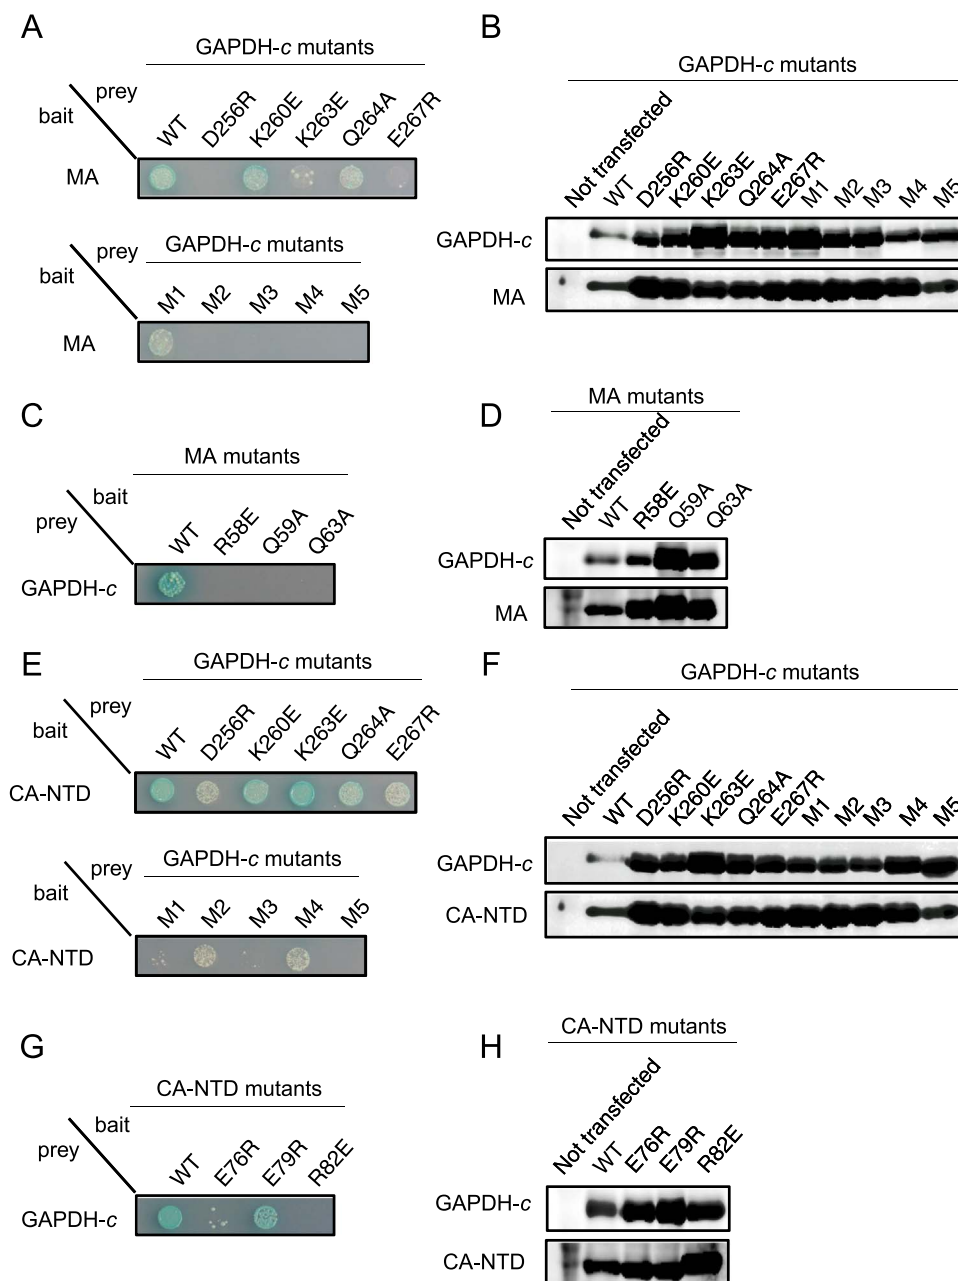 A
GAPDH-c mutants
prey
bait
WT D256R K260E K263E Q264A E267R
MA
GAPDH-c mutants
prey
bait
M1 M2 M3 M4 M5
MA
B
GAPDH-c mutants
Not transfected WT D256R K260E K263E Q264A E267R M1 M2 M3 M4 M5
GAPDH-c
MA
C
MA mutants
bait
prey
WT R58E Q59A Q63A
GAPDH-c
D
MA mutants
Not transfected WT R58E Q59A Q63A
GAPDH-c
MA
E
GAPDH-c mutants
prey
bait
WT D256R K260E K263E Q264A E267R
CA-NTD
GAPDH-c mutants
prey
bait
M1 M2 M3 M4 M5
CA-NTD
F
GAPDH-c mutants
Not transfected WT D256R K260E K263E Q264A E267R M1 M2 M3 M4 M5
GAPDH-c
CA-NTD
G
CA-NTD mutants
bait
prey
WT E76R E79R R82E
GAPDH-c
H
CA-NTD mutants
Not transfected WT E76R E79R R82E
GAPDH-c
CA-NTD